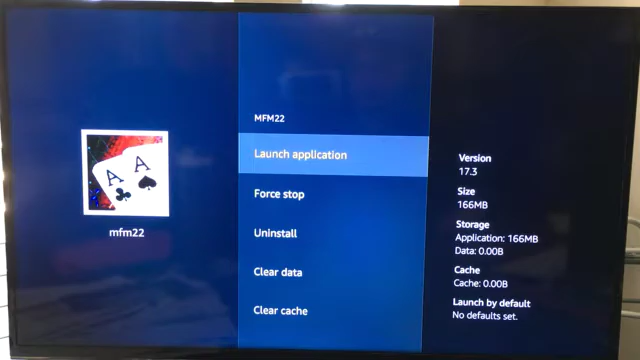 A
A
mfm22
MFM22
Launch application
Force stop
Uninstall
Clear data
Clear cache
Version
17.3
Size
166MB
Storage
Application: 166MB
Data: 0.00B
Cache
Cache: 0.00B
Launch by default
No defaults set.